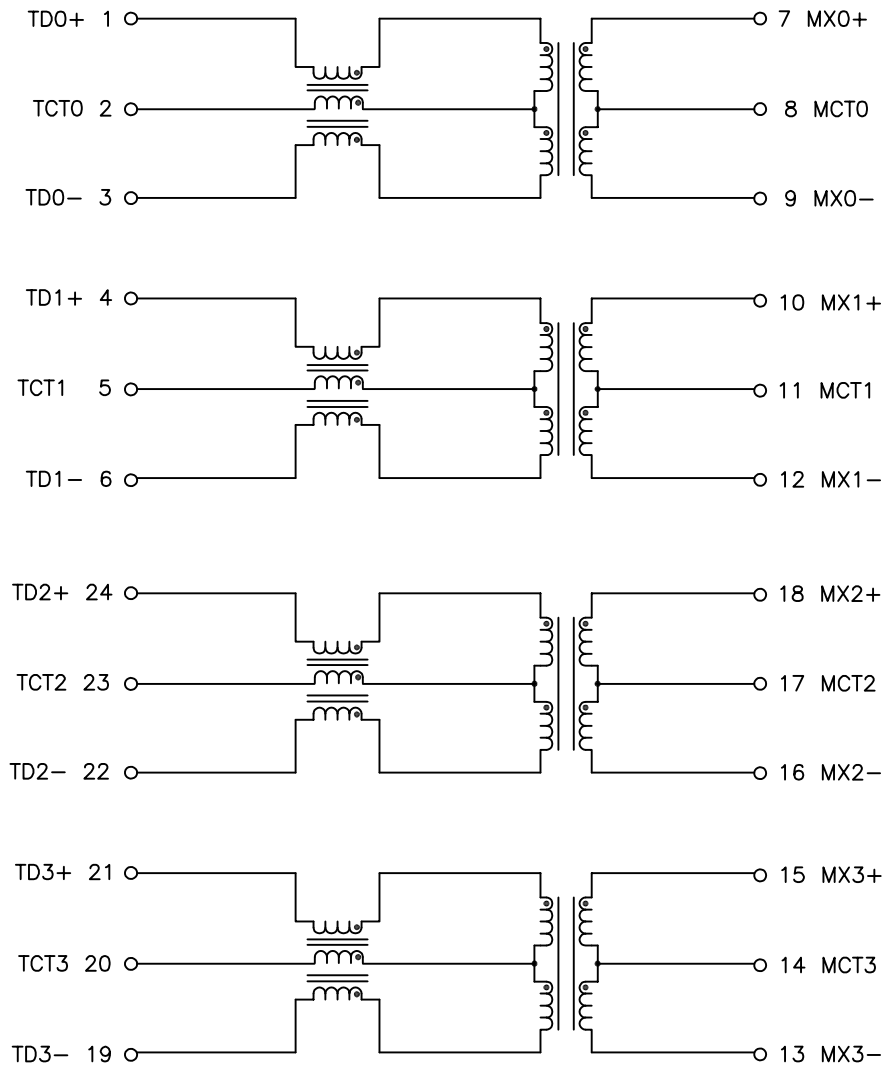 TD0+ 1 7 MX0+
TCT0 2 8 MCT0
TD0− 3 9 MX0−
TD1+ 4 10 MX1+
TCT1 5 11 MCT1
TD1− 6 12 MX1−
TD2+ 24 18 MX2+
TCT2 23 17 MCT2
TD2− 22 16 MX2−
TD3+ 21 15 MX3+
TCT3 20 14 MCT3
TD3− 19 13 MX3−